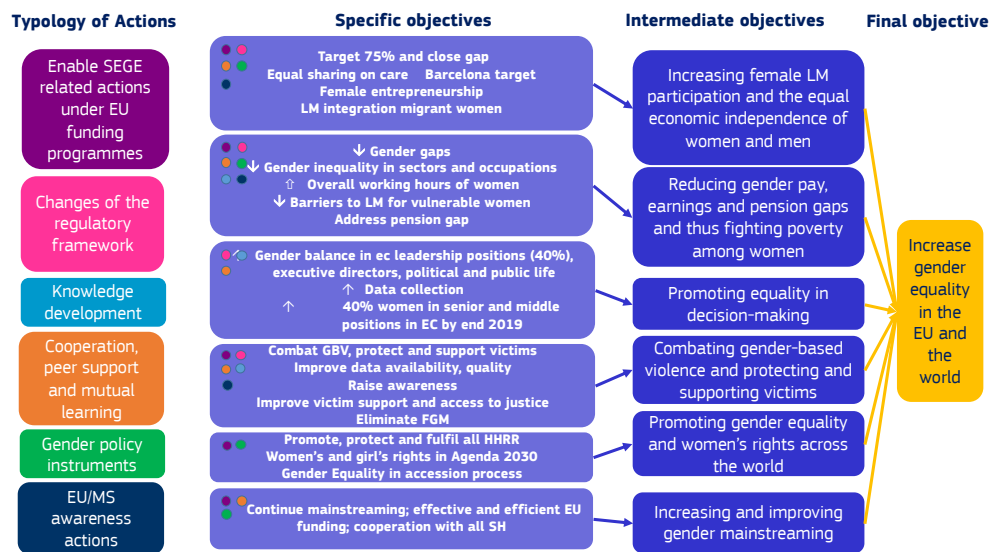 Typology of Actions
Specific objectives
Intermediate objectives
Final objective
Enable SEGE
related actions
under EU
funding
programmes
Changes of the
regulatory
framework
Knowledge
development
Cooperation,
peer support
and mutual
learning
Gender policy
instruments
EU/MS
awareness
actions
Target 75% and close gap
Equal sharing on care Barcelona target
Female entrepreneurship
LM integration migrant women
↓ Gender gaps
↓ Gender inequality in sectors and occupations
⇧ Overall working hours of women
↓ Barriers to LM for vulnerable women
Address pension gap
Gender balance in ec leadership positions (40%),
executive directors, political and public life
↑ Data collection
↑ 40% women in senior and middle
positions in EC by end 2019
Combat GBV, protect and support victims
Improve data availability, quality
Raise awareness
Improve victim support and access to justice
Eliminate FGM
Promote, protect and fulfil all HHRR
Women's and girl's rights in Agenda 2030
Gender Equality in accession process
Continue mainstreaming; effective and efficient EU
funding; cooperation with all SH
Increasing female LM
participation and the equal
economic independence of
women and men
Reducing gender pay,
earnings and pension gaps
and thus fighting poverty
among women
Promoting equality in
decision-making
Combating gender-based
violence and protecting and
supporting victims
Promoting gender equality
and women's rights across
the world
Increasing and improving
gender mainstreaming
Increase
gender
equality
in the
EU and
the
world